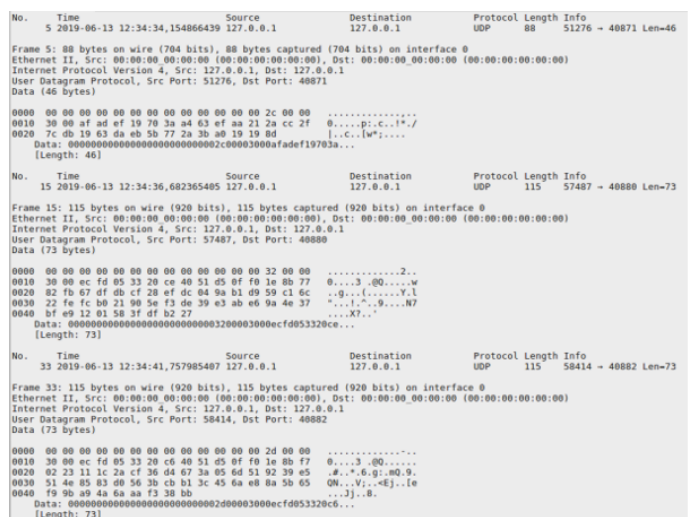 No. Time Source Destination Protocol Length Info
5 2019-06-13 12:34:34,154866439 127.0.0.1 127.0.0.1 UDP 88 51276 → 40871 Len=46
Frame 5: 88 bytes on wire (704 bits), 88 bytes captured (704 bits) on interface 0
Ethernet II, Src: 00:00:00_00:00:00 (00:00:00:00:00:00), Dst: 00:00:00_00:00:00 (00:00:00:00:00:00)
Internet Protocol Version 4, Src: 127.0.0.1, Dst: 127.0.0.1
User Datagram Protocol, Src Port: 51276, Dst Port: 40871
Data (46 bytes)
0000 00 00 00 00 00 00 00 00 00 00 00 00 00 2c 00 00 .............,..
0010 30 00 af ad ef 19 70 3a a4 63 ef aa 21 2a cc 2f 0.....p:.c..!*./
0020 7c db 19 63 da eb 5b 77 2a 3b a0 19 19 8d |..c..[w*;....
Data: 000000000000000000000000002c00003000afadef19703a...
[Length: 46]
No. Time Source Destination Protocol Length Info
15 2019-06-13 12:34:36,682365405 127.0.0.1 127.0.0.1 UDP 115 57487 → 40880 Len=73
Frame 15: 115 bytes on wire (920 bits), 115 bytes captured (920 bits) on interface 0
Ethernet II, Src: 00:00:00_00:00:00 (00:00:00:00:00:00), Dst: 00:00:00_00:00:00 (00:00:00:00:00:00)
Internet Protocol Version 4, Src: 127.0.0.1, Dst: 127.0.0.1
User Datagram Protocol, Src Port: 57487, Dst Port: 40880
Data (73 bytes)
0000 00 00 00 00 00 00 00 00 00 00 00 00 00 32 00 00 .............2..
0010 30 00 ec fd 05 33 20 ce 40 51 d5 0f f0 1e 8b 77 0....3 .@Q.....w
0020 82 fb 67 df db cf 28 ef dc 04 9a b1 d9 59 c1 6c ..g...(......Y.l
0030 22 fe fc b0 21 90 5e f3 de 39 e3 ab e6 9a 4e 37 "...!.^..9....N7
0040 bf e9 12 01 58 3f df b2 27 ....X?..'
Data: 000000000000000000000000003200003000ecfd053320ce...
[Length: 73]
No. Time Source Destination Protocol Length Info
33 2019-06-13 12:34:41,757985407 127.0.0.1 127.0.0.1 UDP 115 58414 → 40882 Len=73
Frame 33: 115 bytes on wire (920 bits), 115 bytes captured (920 bits) on interface 0
Ethernet II, Src: 00:00:00_00:00:00 (00:00:00:00:00:00), Dst: 00:00:00_00:00:00 (00:00:00:00:00:00)
Internet Protocol Version 4, Src: 127.0.0.1, Dst: 127.0.0.1
User Datagram Protocol, Src Port: 58414, Dst Port: 40882
Data (73 bytes)
0000 00 00 00 00 00 00 00 00 00 00 00 00 00 2d 00 00 .............-..
0010 30 00 ec fd 05 33 20 c6 40 51 d5 0f f0 1e 8b f7 0....3 .@Q......
0020 02 23 11 1c 2a cf 36 d4 67 3a 05 6d 51 92 39 e5 .#..*.6.g:.mQ.9.
0030 51 4e 85 83 d0 56 3b cb b1 3c 45 6a e8 8a 5b 65 QN...V;..<Ej..[e
0040 f9 9b a9 4a 6a aa f3 38 bb ...Jj..8.
Data: 000000000000000000000000002d00003000ecfd053320c6...
[Length: 73]